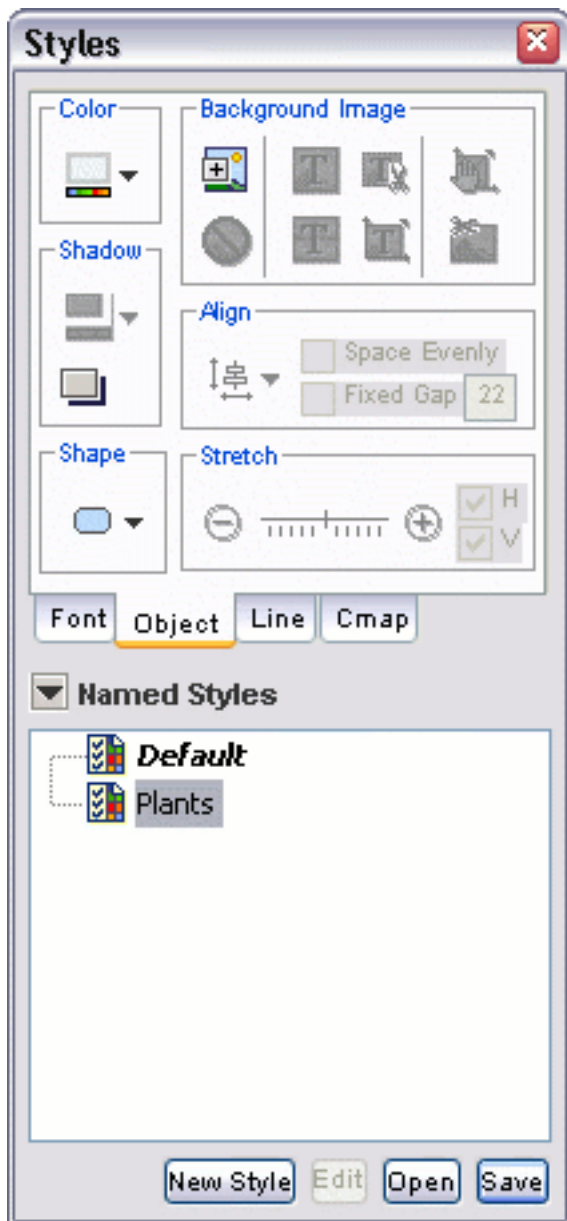 Styles
Color
Background Image
Shadow
Align
Space Evenly
Fixed Gap 22
Shape
Stretch
H
V
Font Object Line Cmap
Named Styles
Default
Plants
New Style Edit Open Save